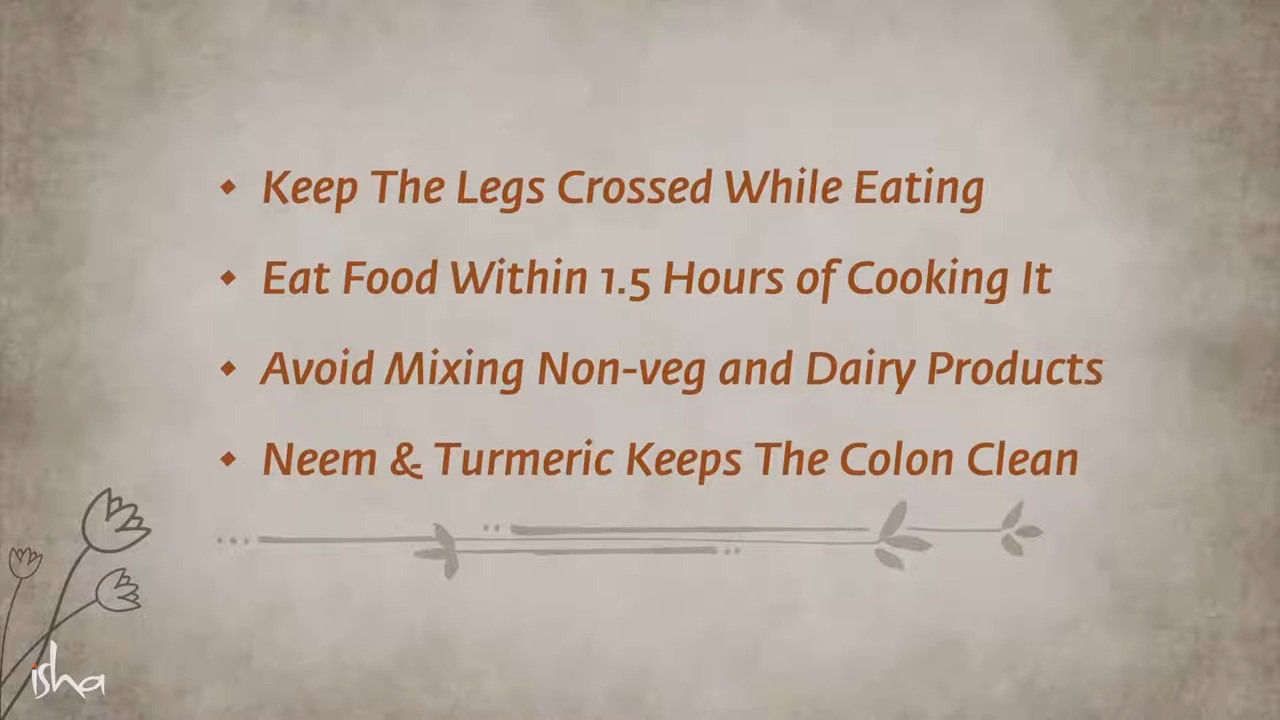 Keep The Legs Crossed While Eating
Eat Food Within 1.5 Hours of Cooking It
Avoid Mixing Non-veg and Dairy Products
Neem & Turmeric Keeps The Colon Clean
isha